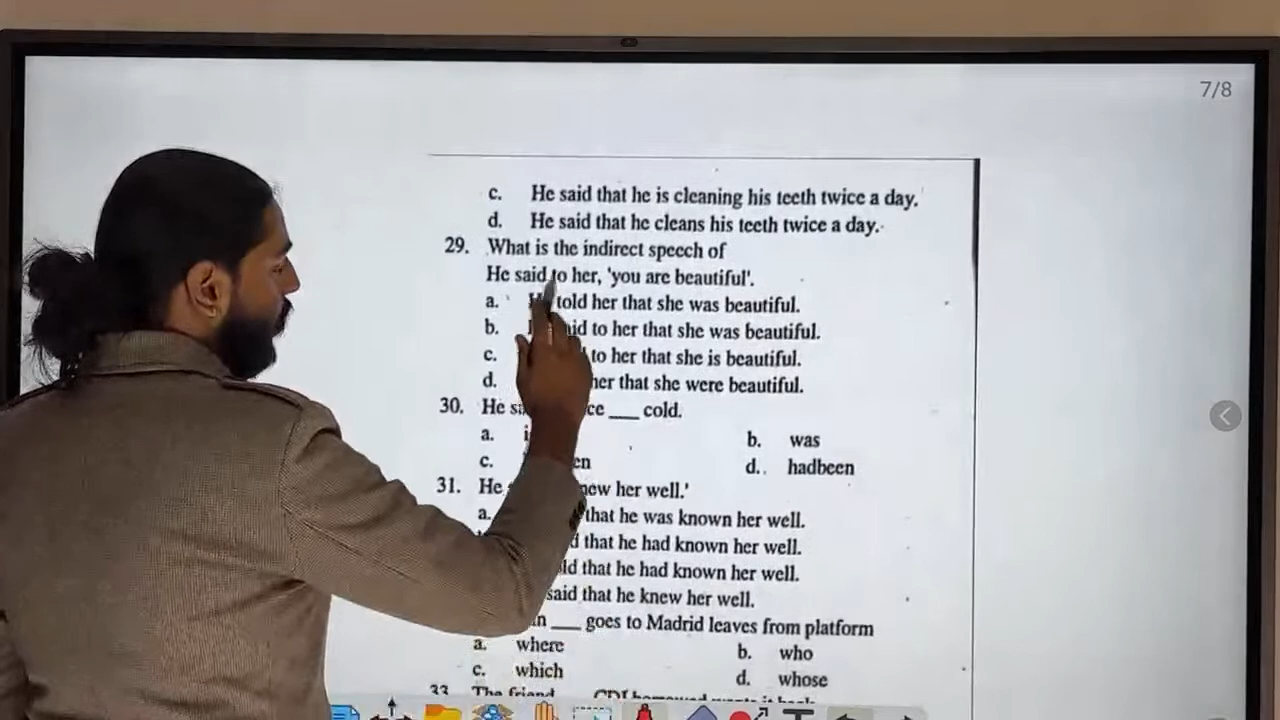 7/8
c. He said that he is cleaning his teeth twice a day.
d. He said that he cleans his teeth twice a day.
29. What is the indirect speech of
He said to her, 'you are beautiful'.
a. told her that she was beautiful.
b. to her that she was beautiful.
c. to her that she is beautiful.
d. her that she were beautiful.
30. He ___ cold.
a. b. was
c. d. hadbeen
31. He her well.'
a. that he was known her well.
that he had known her well.
that he had known her well.
said that he knew her well.
___ goes to Madrid leaves from platform
a. where b. who
c. which d. whose
33 The friend